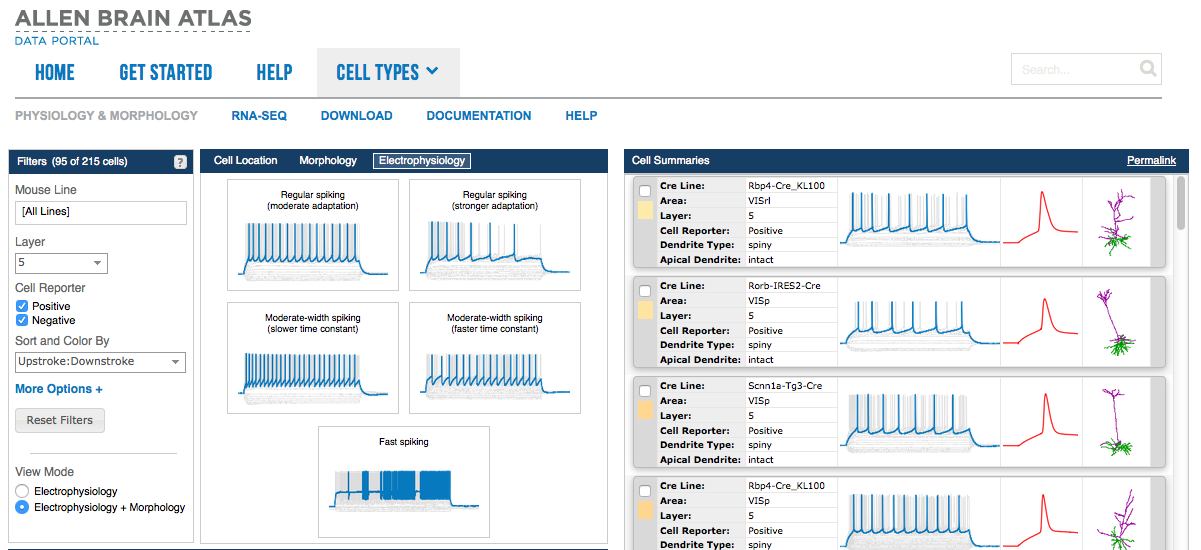 ALLEN BRAIN ATLAS
DATA PORTAL
HOME
GET STARTED
HELP
CELL TYPES
Search...
PHYSIOLOGY & MORPHOLOGY
RNA-SEQ
DOWNLOAD
DOCUMENTATION
HELP
Filters (95 of 215 cells)
?
Mouse Line
[All Lines]
Layer
5
Cell Reporter
Positive
Negative
Sort and Color By
Upstroke:Downstroke
More Options +
Reset Filters
View Mode
Electrophysiology
Electrophysiology + Morphology
Cell Location
Morphology
Electrophysiology
Regular spiking
(moderate adaptation)
Regular spiking
(stronger adaptation)
Moderate-width spiking
(slower time constant)
Moderate-width spiking
(faster time constant)
Fast spiking
Cell Summaries
Permalink
Cre Line: Rbp4-Cre_KL100
Area: VISrl
Layer: 5
Cell Reporter: Positive
Dendrite Type: spiny
Apical Dendrite: intact
Cre Line: Rorb-IRES2-Cre
Area: VISp
Layer: 5
Cell Reporter: Positive
Dendrite Type: spiny
Apical Dendrite: intact
Cre Line: Scnn1a-Tg3-Cre
Area: VISp
Layer: 5
Cell Reporter: Positive
Dendrite Type: spiny
Apical Dendrite: intact
Cre Line: Rbp4-Cre_KL100
Area: VISp
Layer: 5
Cell Reporter: Positive
Dendrite Type: spiny